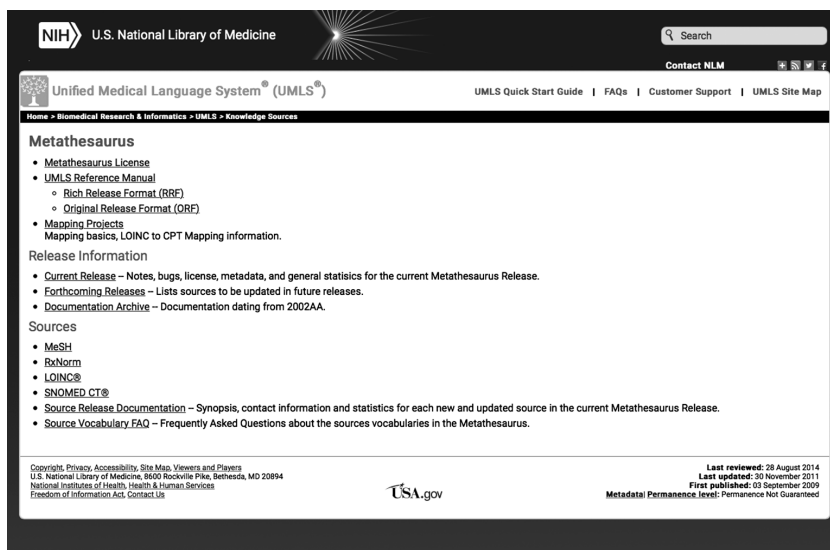 NIH U.S. National Library of Medicine
Search
Contact NLM
Unified Medical Language System® (UMLS®)
UMLS Quick Start Guide | FAQs | Customer Support | UMLS Site Map
Home > Biomedical Research & Informatics > UMLS > Knowledge Sources
Metathesaurus
• Metathesaurus License
• UMLS Reference Manual
◦ Rich Release Format (RRF)
◦ Original Release Format (ORF)
• Mapping Projects
Mapping basics, LOINC to CPT Mapping information.
Release Information
• Current Release – Notes, bugs, license, metadata, and general statisics for the current Metathesaurus Release.
• Forthcoming Releases – Lists sources to be updated in future releases.
• Documentation Archive – Documentation dating from 2002AA.
Sources
• MeSH
• RxNorm
• LOINC®
• SNOMED CT®
• Source Release Documentation – Synopsis, contact information and statistics for each new and updated source in the current Metathesaurus Release.
• Source Vocabulary FAQ – Frequently Asked Questions about the sources vocabularies in the Metathesaurus.
Copyright, Privacy, Accessibility, Site Map, Viewers and Players
U.S. National Library of Medicine, 8600 Rockville Pike, Bethesda, MD 20894
National Institutes of Health, Health & Human Services
Freedom of Information Act, Contact Us
USA.gov
Last reviewed: 28 August 2014
Last updated: 30 November 2011
First published: 03 September 2009
Metadata| Permanence level: Permanence Not Guaranteed